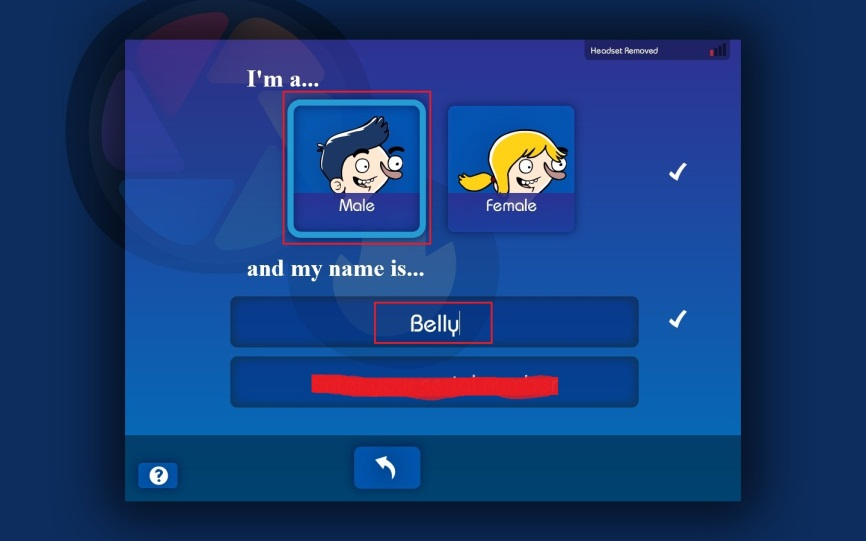 Headset Removed
I'm a...
Male
Female
and my name is...
Belly
?